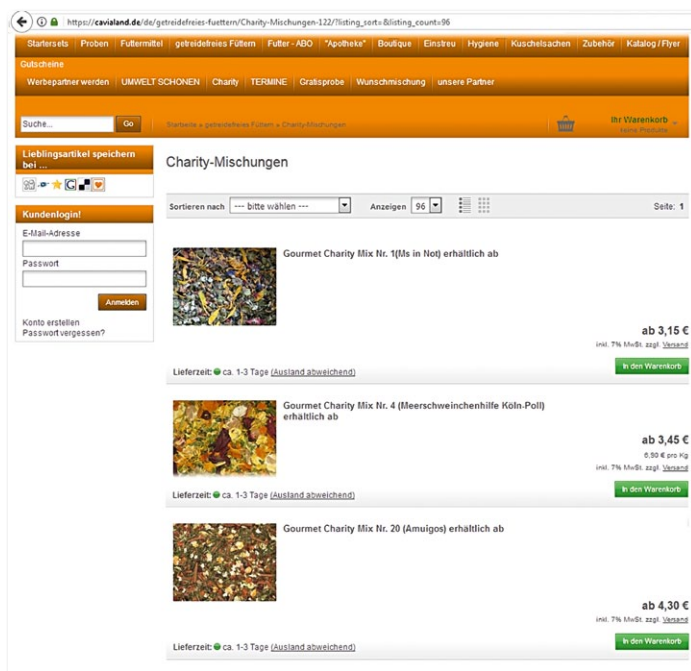 https://cavialand.de/de/getreidefreies-fuettern/Charity-Mischungen-122/?listing_sort=&listing_count=96
Startersets Proben Futtermittel getreidefreies Füttern Futter - ABO "Apotheke" Boutique Einstreu Hygiene Kuschelsachen Zubehör Katalog / Flyer
Gutscheine
Werbepartner werden UMWELT SCHONEN Charity TERMINE Gratisprobe Wunschmischung unsere Partner
Suche... Go Startseite » getreidefreies Füttern » Charity-Mischungen Ihr Warenkorb
keine Produkte
Lieblingsartikel speichern
bei ...
Charity-Mischungen
Sortieren nach --- bitte wählen --- Anzeigen 96 Seite: 1
Kundenlogin!
E-Mail-Adresse
Passwort
Anmelden
Konto erstellen
Passwort vergessen?
Gourmet Charity Mix Nr. 1(Ms in Not) erhältlich ab
ab 3,15 €
inkl. 7% MwSt. zzgl. Versand
In den Warenkorb
Lieferzeit: ca. 1-3 Tage (Ausland abweichend)
Gourmet Charity Mix Nr. 4 (Meerschweinchenhilfe Köln-Poll)
erhältlich ab
ab 3,45 €
6,90 € pro Kg
inkl. 7% MwSt. zzgl. Versand
In den Warenkorb
Lieferzeit: ca. 1-3 Tage (Ausland abweichend)
Gourmet Charity Mix Nr. 20 (Amuigos) erhältlich ab
ab 4,30 €
inkl. 7% MwSt. zzgl. Versand
In den Warenkorb
Lieferzeit: ca. 1-3 Tage (Ausland abweichend)